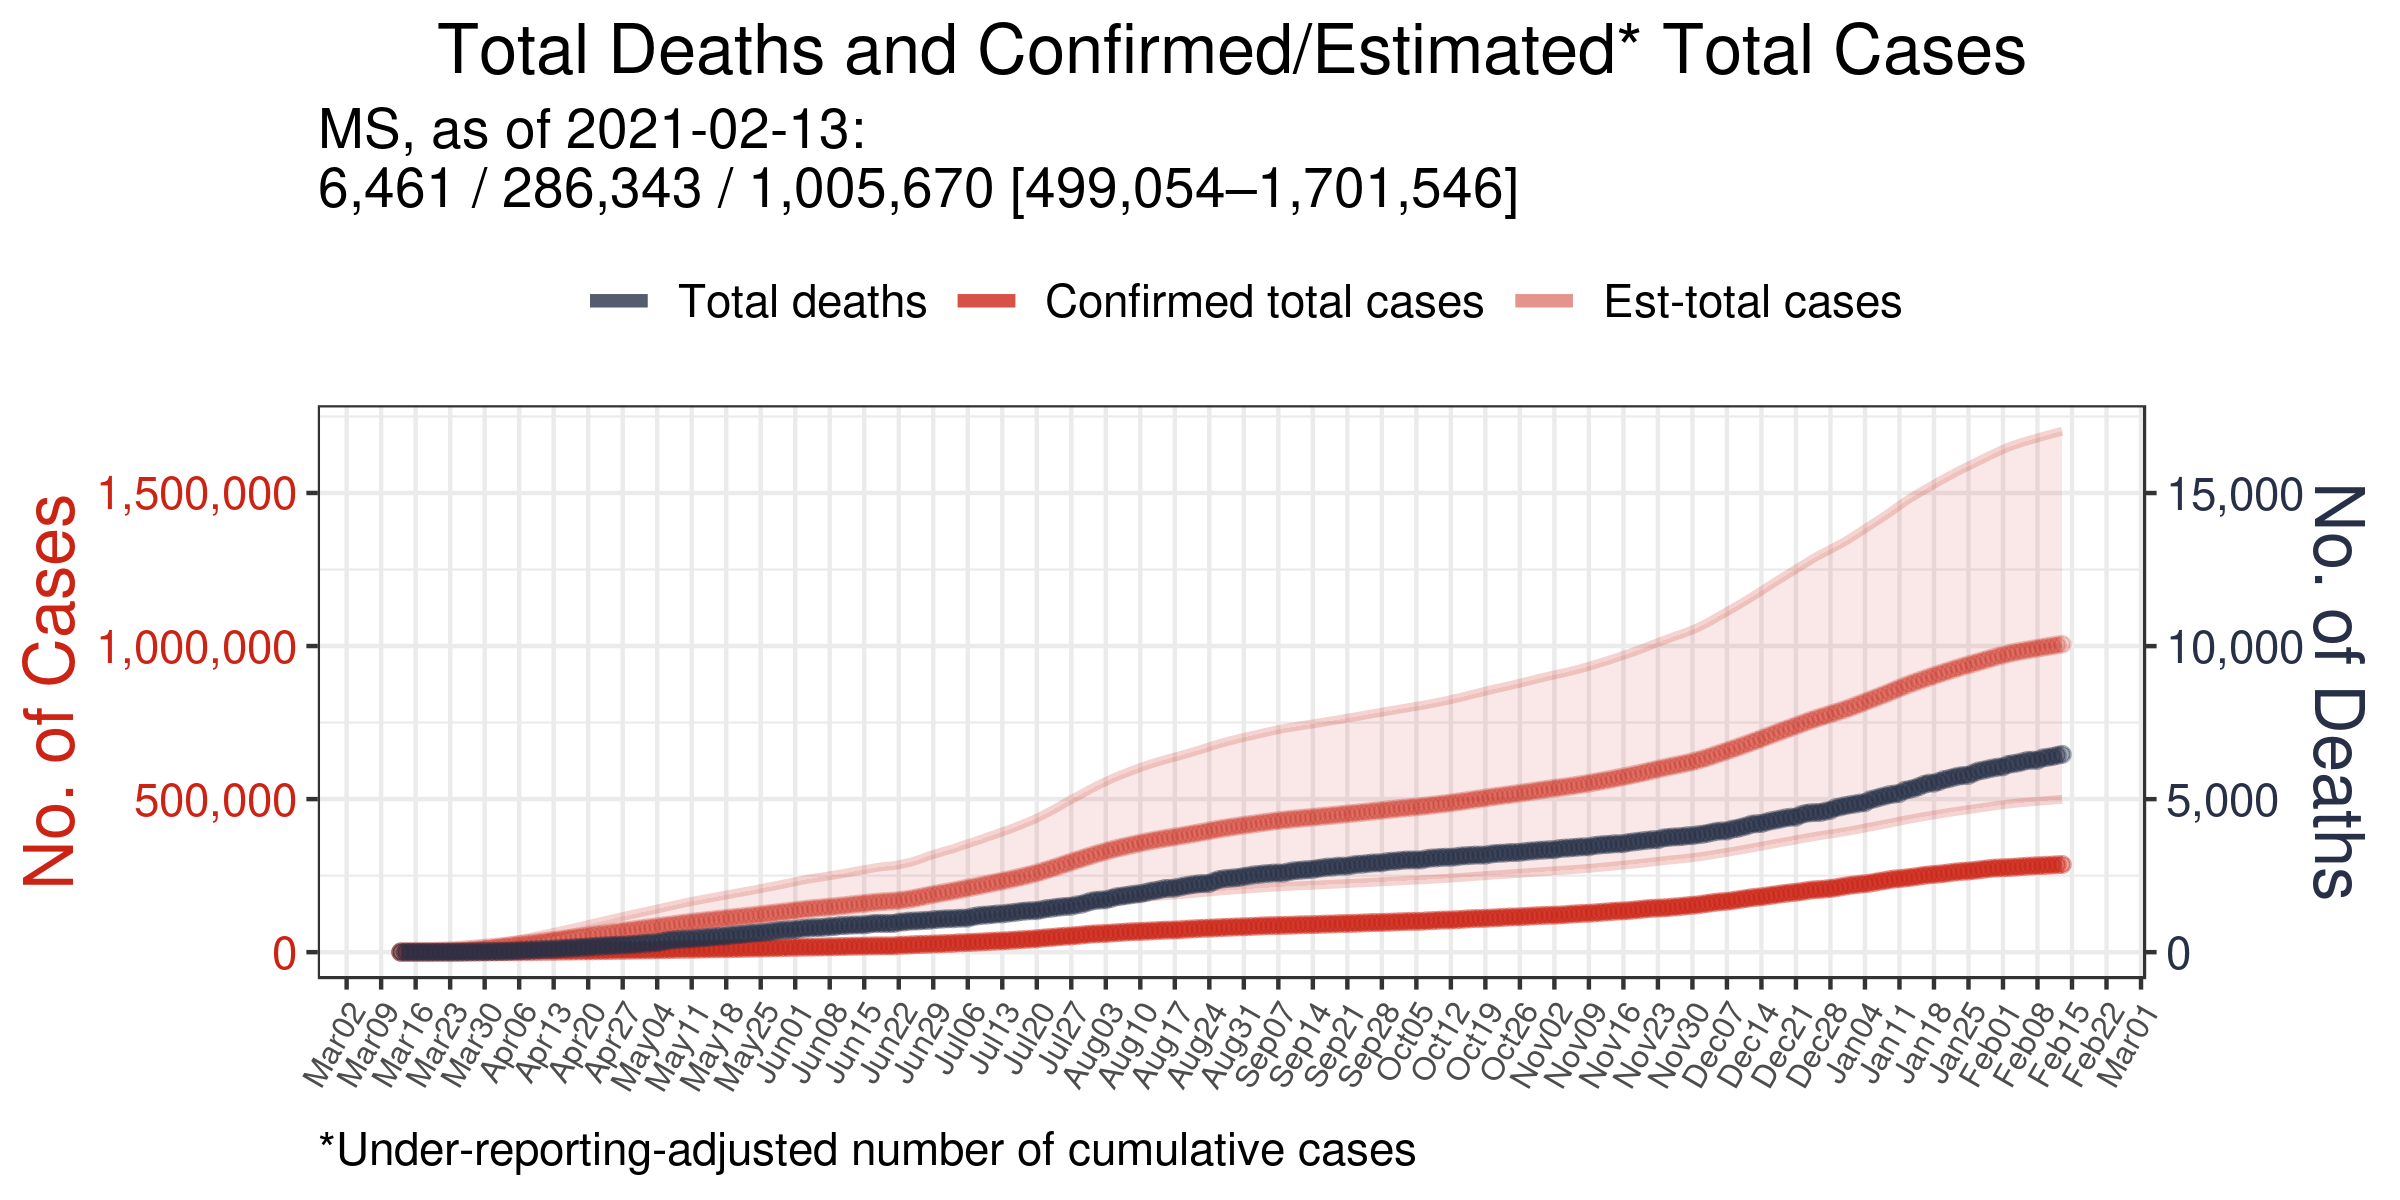 Total Deaths and Confirmed/Estimated* Total Cases
MS, as of 2021-02-13:
6,461 / 286,343 / 1,005,670 [499,054–1,701,546]
Total deaths
Confirmed total cases
Est-total cases
No. of Cases
1,500,000
1,000,000
500,000
0
15,000
10,000
5,000
0
No. of Deaths
Mar02
Mar09
Mar16
Mar23
Mar30
Apr06
Apr13
Apr20
Apr27
May04
May11
May18
May25
Jun01
Jun08
Jun15
Jun22
Jun29
Jul06
Jul13
Jul20
Jul27
Aug03
Aug10
Aug17
Aug24
Aug31
Sep07
Sep14
Sep21
Sep28
Oct05
Oct12
Oct19
Oct26
Nov02
Nov09
Nov16
Nov23
Nov30
Dec07
Dec14
Dec21
Dec28
Jan04
Jan11
Jan18
Jan25
Feb01
Feb08
Feb15
Feb22
Mar01
*Under-reporting-adjusted number of cumulative cases